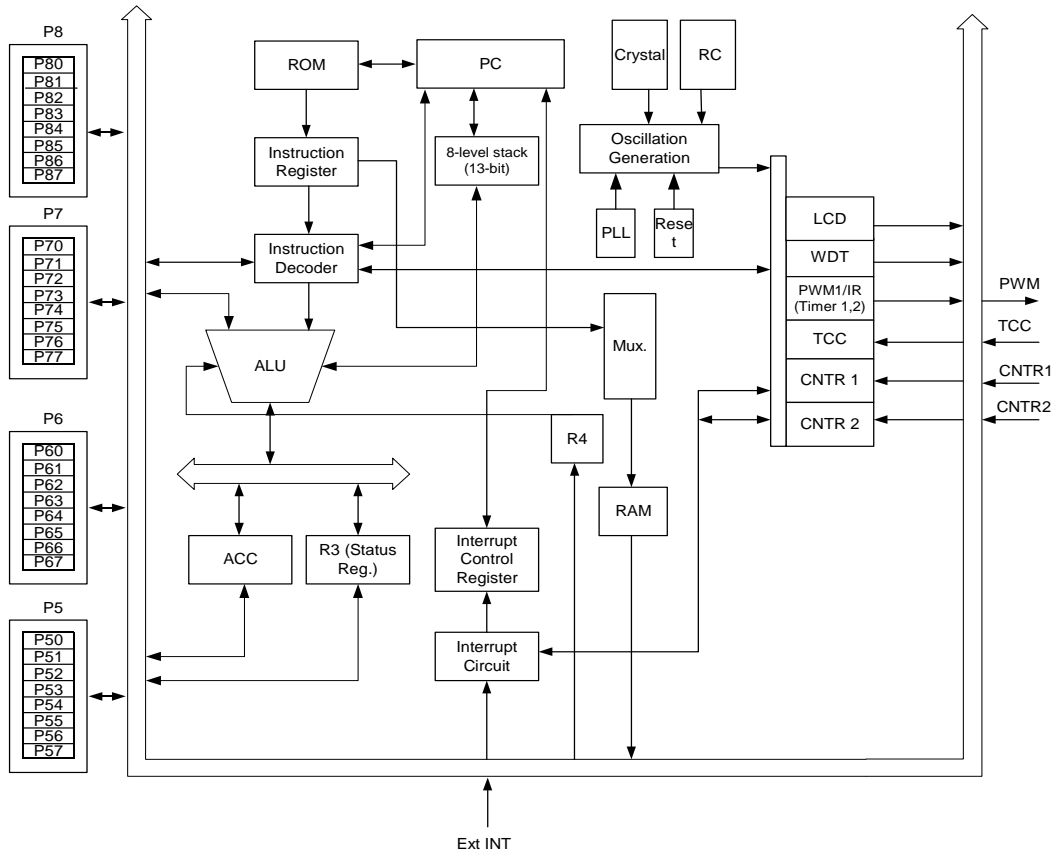 P8
P80
P81
P82
P83
P84
P85
P86
P87
P7
P70
P71
P72
P73
P74
P75
P76
P77
P6
P60
P61
P62
P63
P64
P65
P66
P67
P5
P50
P51
P52
P53
P54
P55
P56
P57
ROM
PC
Crystal
RC
Instruction
Register
8-level stack
(13-bit)
Oscillation
Generation
PLL
Rese
t
Instruction
Decoder
LCD
WDT
PWM1/IR
(Timer 1,2)
TCC
CNTR 1
CNTR 2
PWM
TCC
CNTR1
CNTR2
ALU
Mux.
R4
RAM
ACC
R3 (Status
Reg.)
Interrupt
Control
Register
Interrupt
Circuit
Ext INT